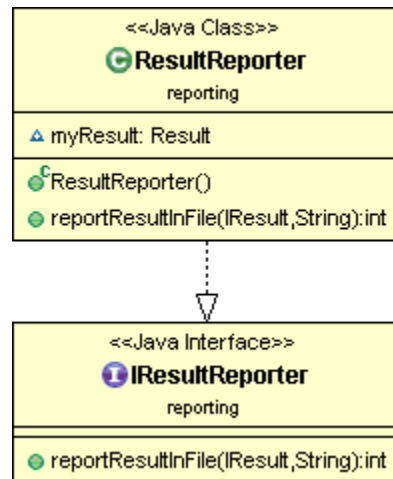 <<Java Class>>
ResultReporter
reporting
myResult: Result
ResultReporter()
reportResultInFile(IResult,String):int
<<Java Interface>>
IResultReporter
reporting
reportResultInFile(IResult,String):int